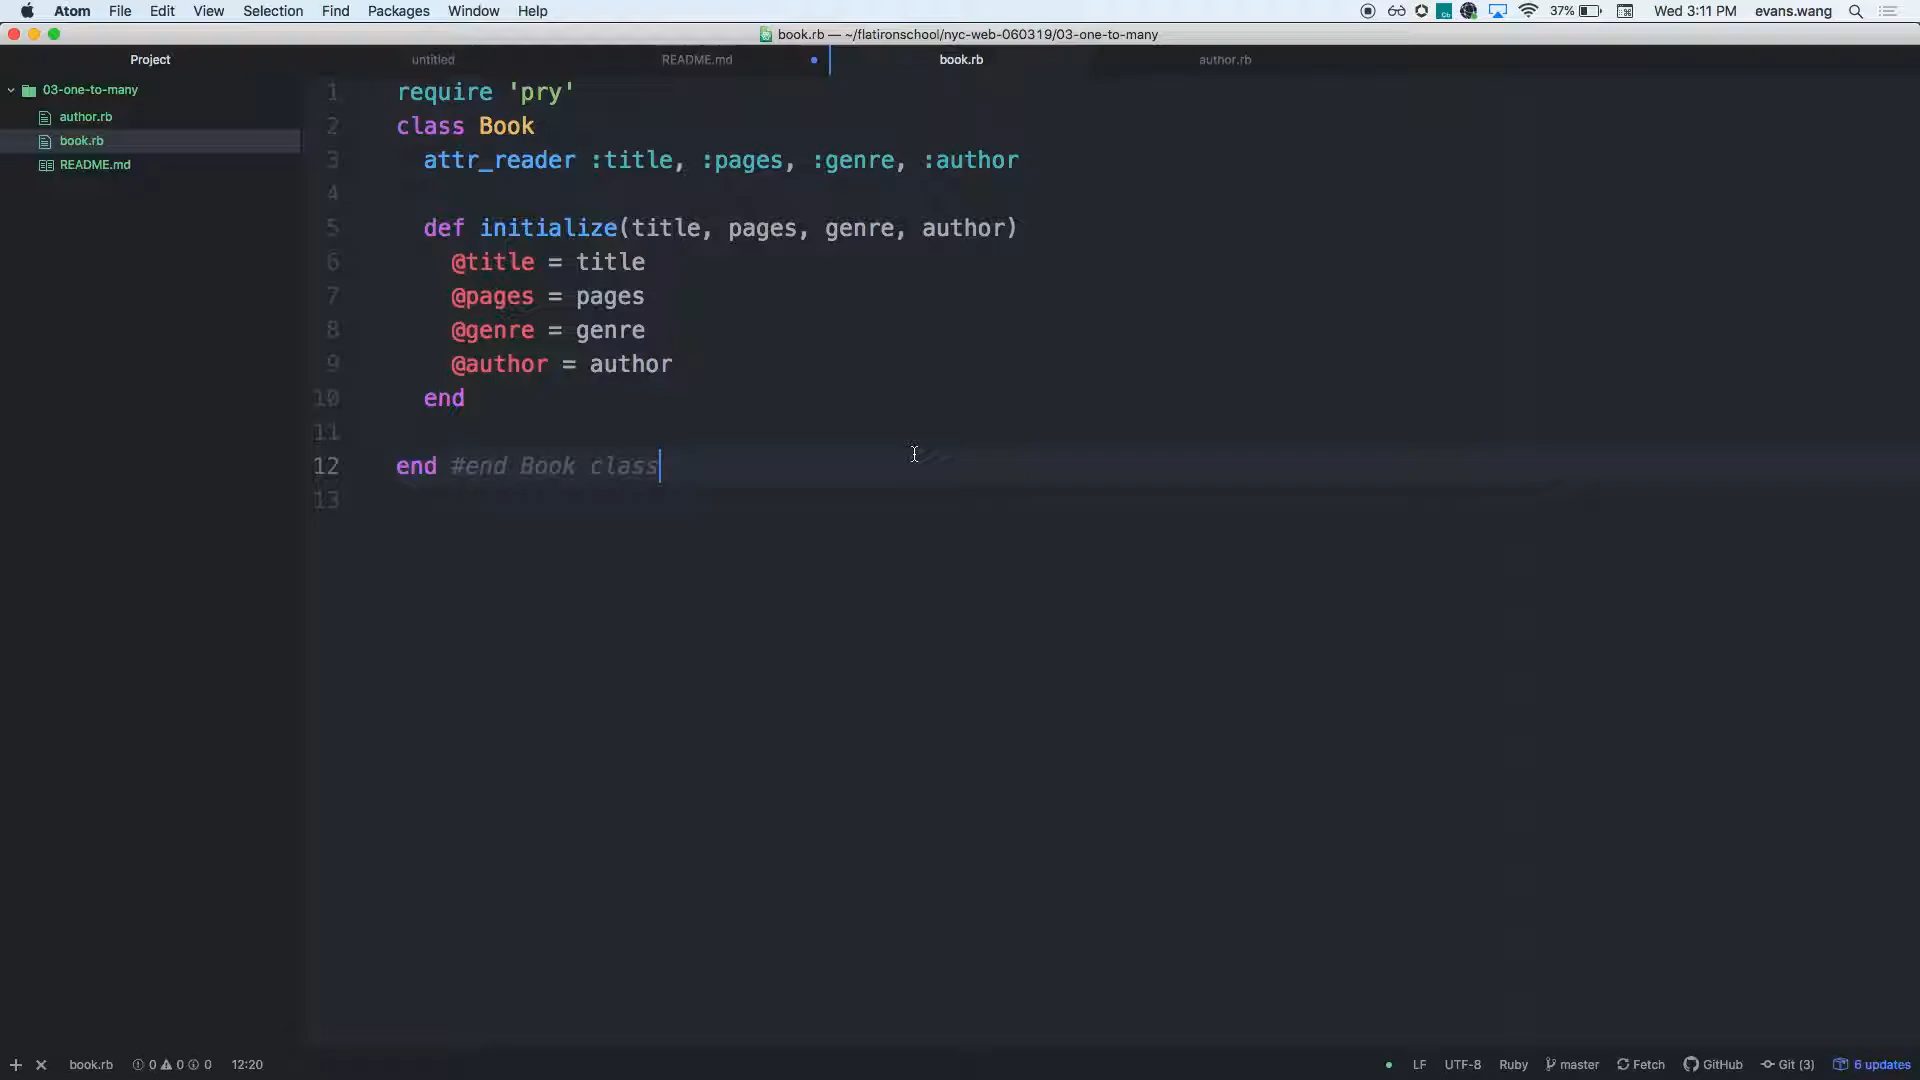 Atom File Edit View Selection Find Packages Window Help 37% Wed 3:11 PM evans.wang
book.rb — ~/flatironschool/nyc-web-060319/03-one-to-many
Project untitled README.md book.rb author.rb
03-one-to-many
author.rb
book.rb
README.md
1 require 'pry'
2 class Book
3 attr_reader :title, :pages, :genre, :author
4
5 def initialize(title, pages, genre, author)
6 @title = title
7 @pages = pages
8 @genre = genre
9 @author = author
10 end
11
12 end #end Book class
13
book.rb 0 0 0 12:20 LF UTF-8 Ruby master Fetch GitHub Git (3) 6 updates